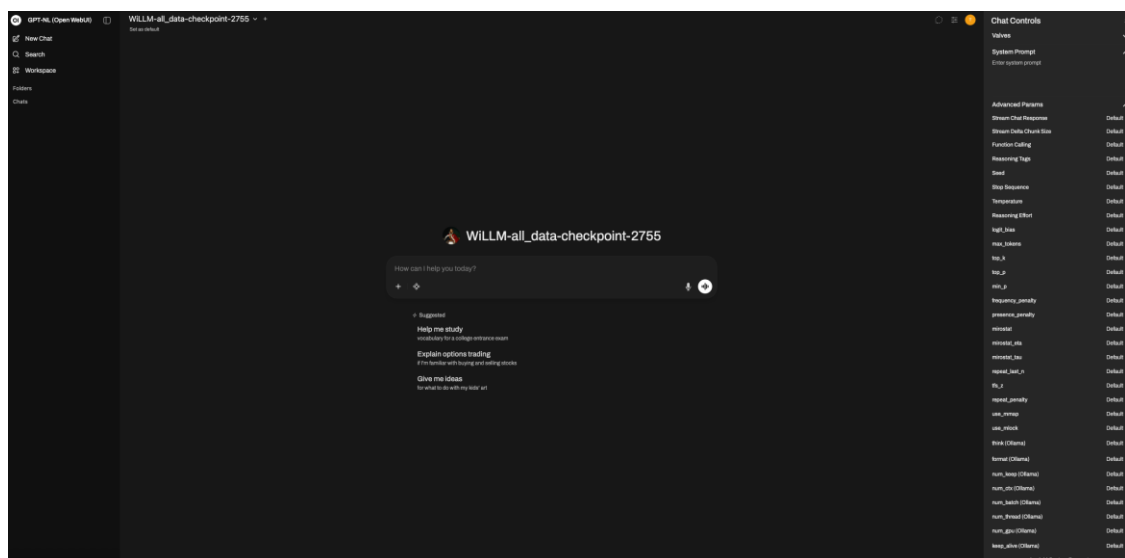 GPT-NL (Open WebUI)
New Chat
Search
Workspace
Folders
Chats
WiLLM-all_data-checkpoint-2755
Set as default
WiLLM-all_data-checkpoint-2755
How can I help you today?
Suggested
Help me study
vocabulary for a college entrance exam
Explain options trading
if I'm familiar with buying and selling stocks
Give me ideas
for what to do with my kids' art
Chat Controls
Valves
System Prompt
Enter system prompt
Advanced Params
Stream Chat Response Default
Stream Delta Chunk Size Default
Function Calling Default
Reasoning Tags Default
Seed Default
Stop Sequence Default
Temperature Default
Reasoning Effort Default
logit_bias Default
max_tokens Default
top_k Default
top_p Default
min_p Default
frequency_penalty Default
presence_penalty Default
mirostat Default
mirostat_eta Default
mirostat_tau Default
repeat_last_n Default
tfs_z Default
repeat_penalty Default
use_mmap Default
use_mlock Default
think (Ollama) Default
format (Ollama) Default
num_keep (Ollama) Default
num_ctx (Ollama) Default
num_batch (Ollama) Default
num_thread (Ollama) Default
num_gpu (Ollama) Default
keep_alive (Ollama) Default